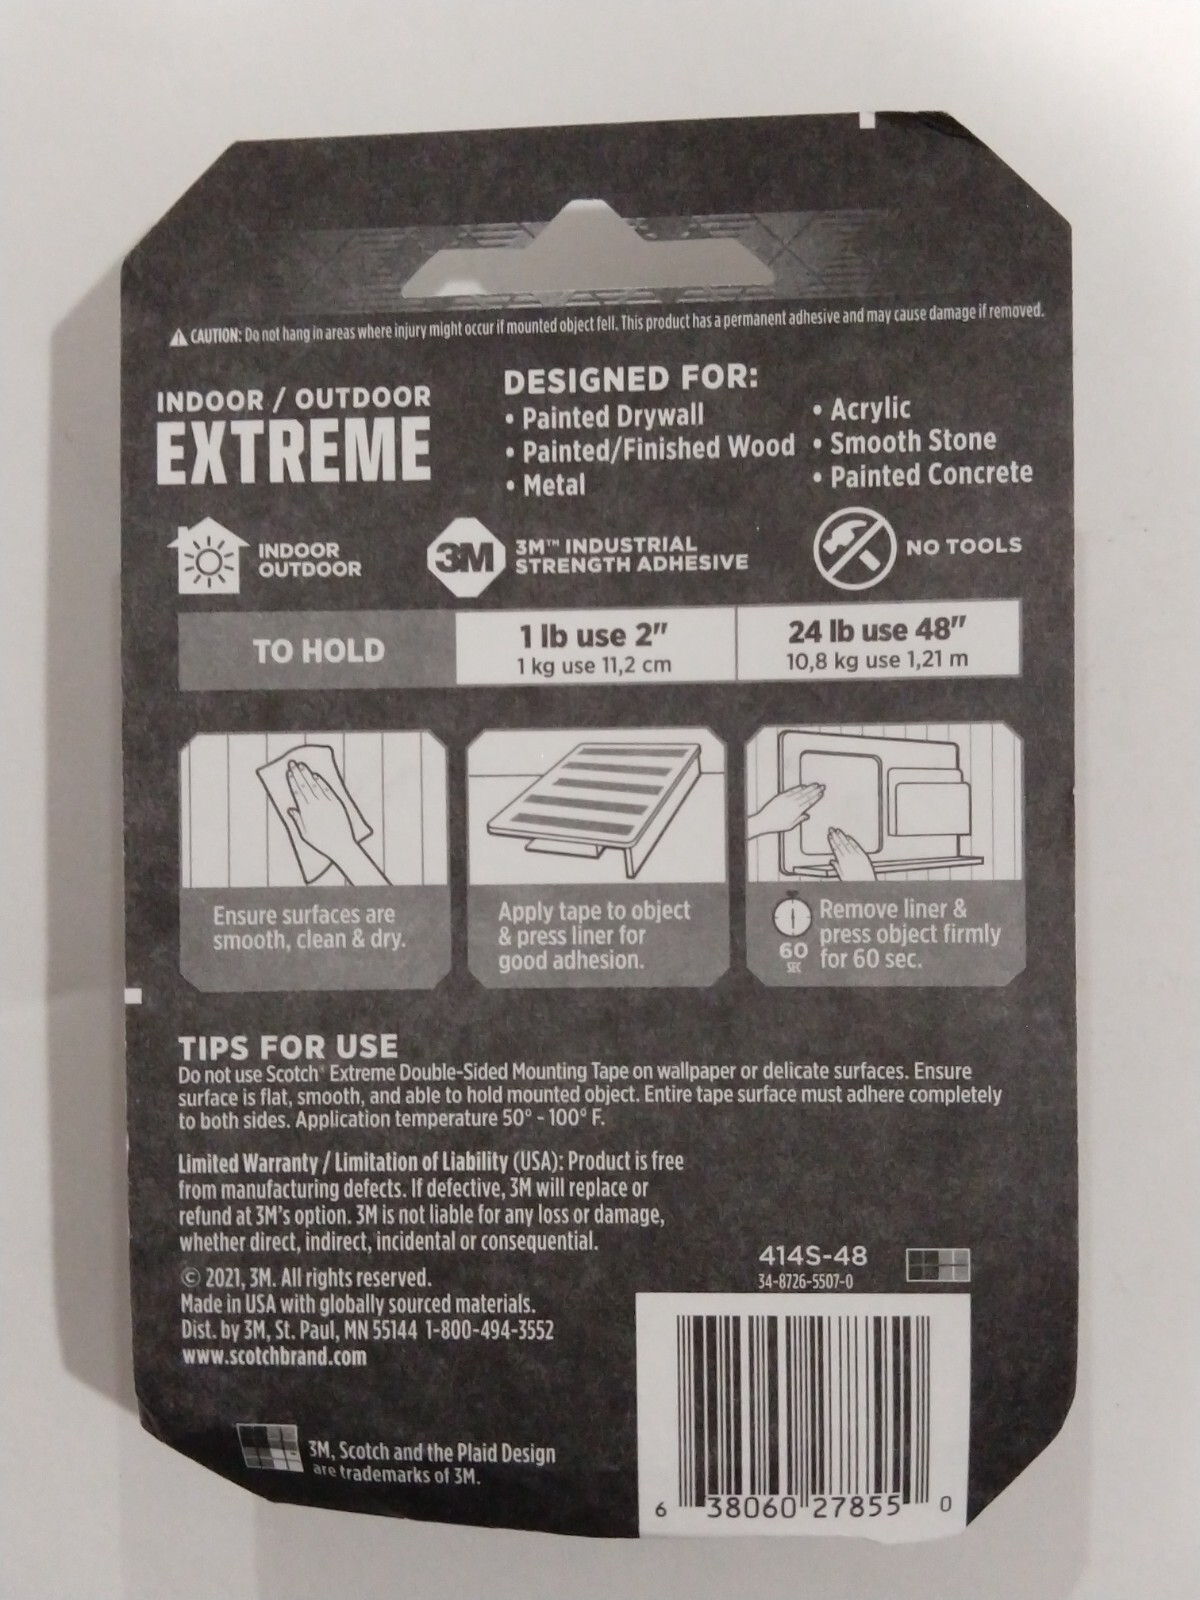 ⚠ CAUTION: Do not hang in areas where injury might occur if mounted object fell. This product has a permanent adhesive and may cause damage if removed.
INDOOR / OUTDOOR
EXTREME
DESIGNED FOR:
• Painted Drywall
• Painted/Finished Wood
• Metal
• Acrylic
• Smooth Stone
• Painted Concrete
INDOOR
OUTDOOR
3M
3M™ INDUSTRIAL
STRENGTH ADHESIVE
NO TOOLS
TO HOLD
1 lb use 2"
1 kg use 11,2 cm
24 lb use 48"
10,8 kg use 1,21 m
Ensure surfaces are
smooth, clean & dry.
Apply tape to object
& press liner for
good adhesion.
60
SEC
Remove liner &
press object firmly
for 60 sec.
TIPS FOR USE
Do not use Scotch® Extreme Double-Sided Mounting Tape on wallpaper or delicate surfaces. Ensure
surface is flat, smooth, and able to hold mounted object. Entire tape surface must adhere completely
to both sides. Application temperature 50° - 100° F.
Limited Warranty / Limitation of Liability (USA): Product is free
from manufacturing defects. If defective, 3M will replace or
refund at 3M's option. 3M is not liable for any loss or damage,
whether direct, indirect, incidental or consequential.
© 2021, 3M. All rights reserved.
Made in USA with globally sourced materials.
Dist. by 3M, St. Paul, MN 55144 1-800-494-3552
www.scotchbrand.com
414S-48
34-8726-5507-0
3M, Scotch and the Plaid Design
are trademarks of 3M.
6 38060 27855 0